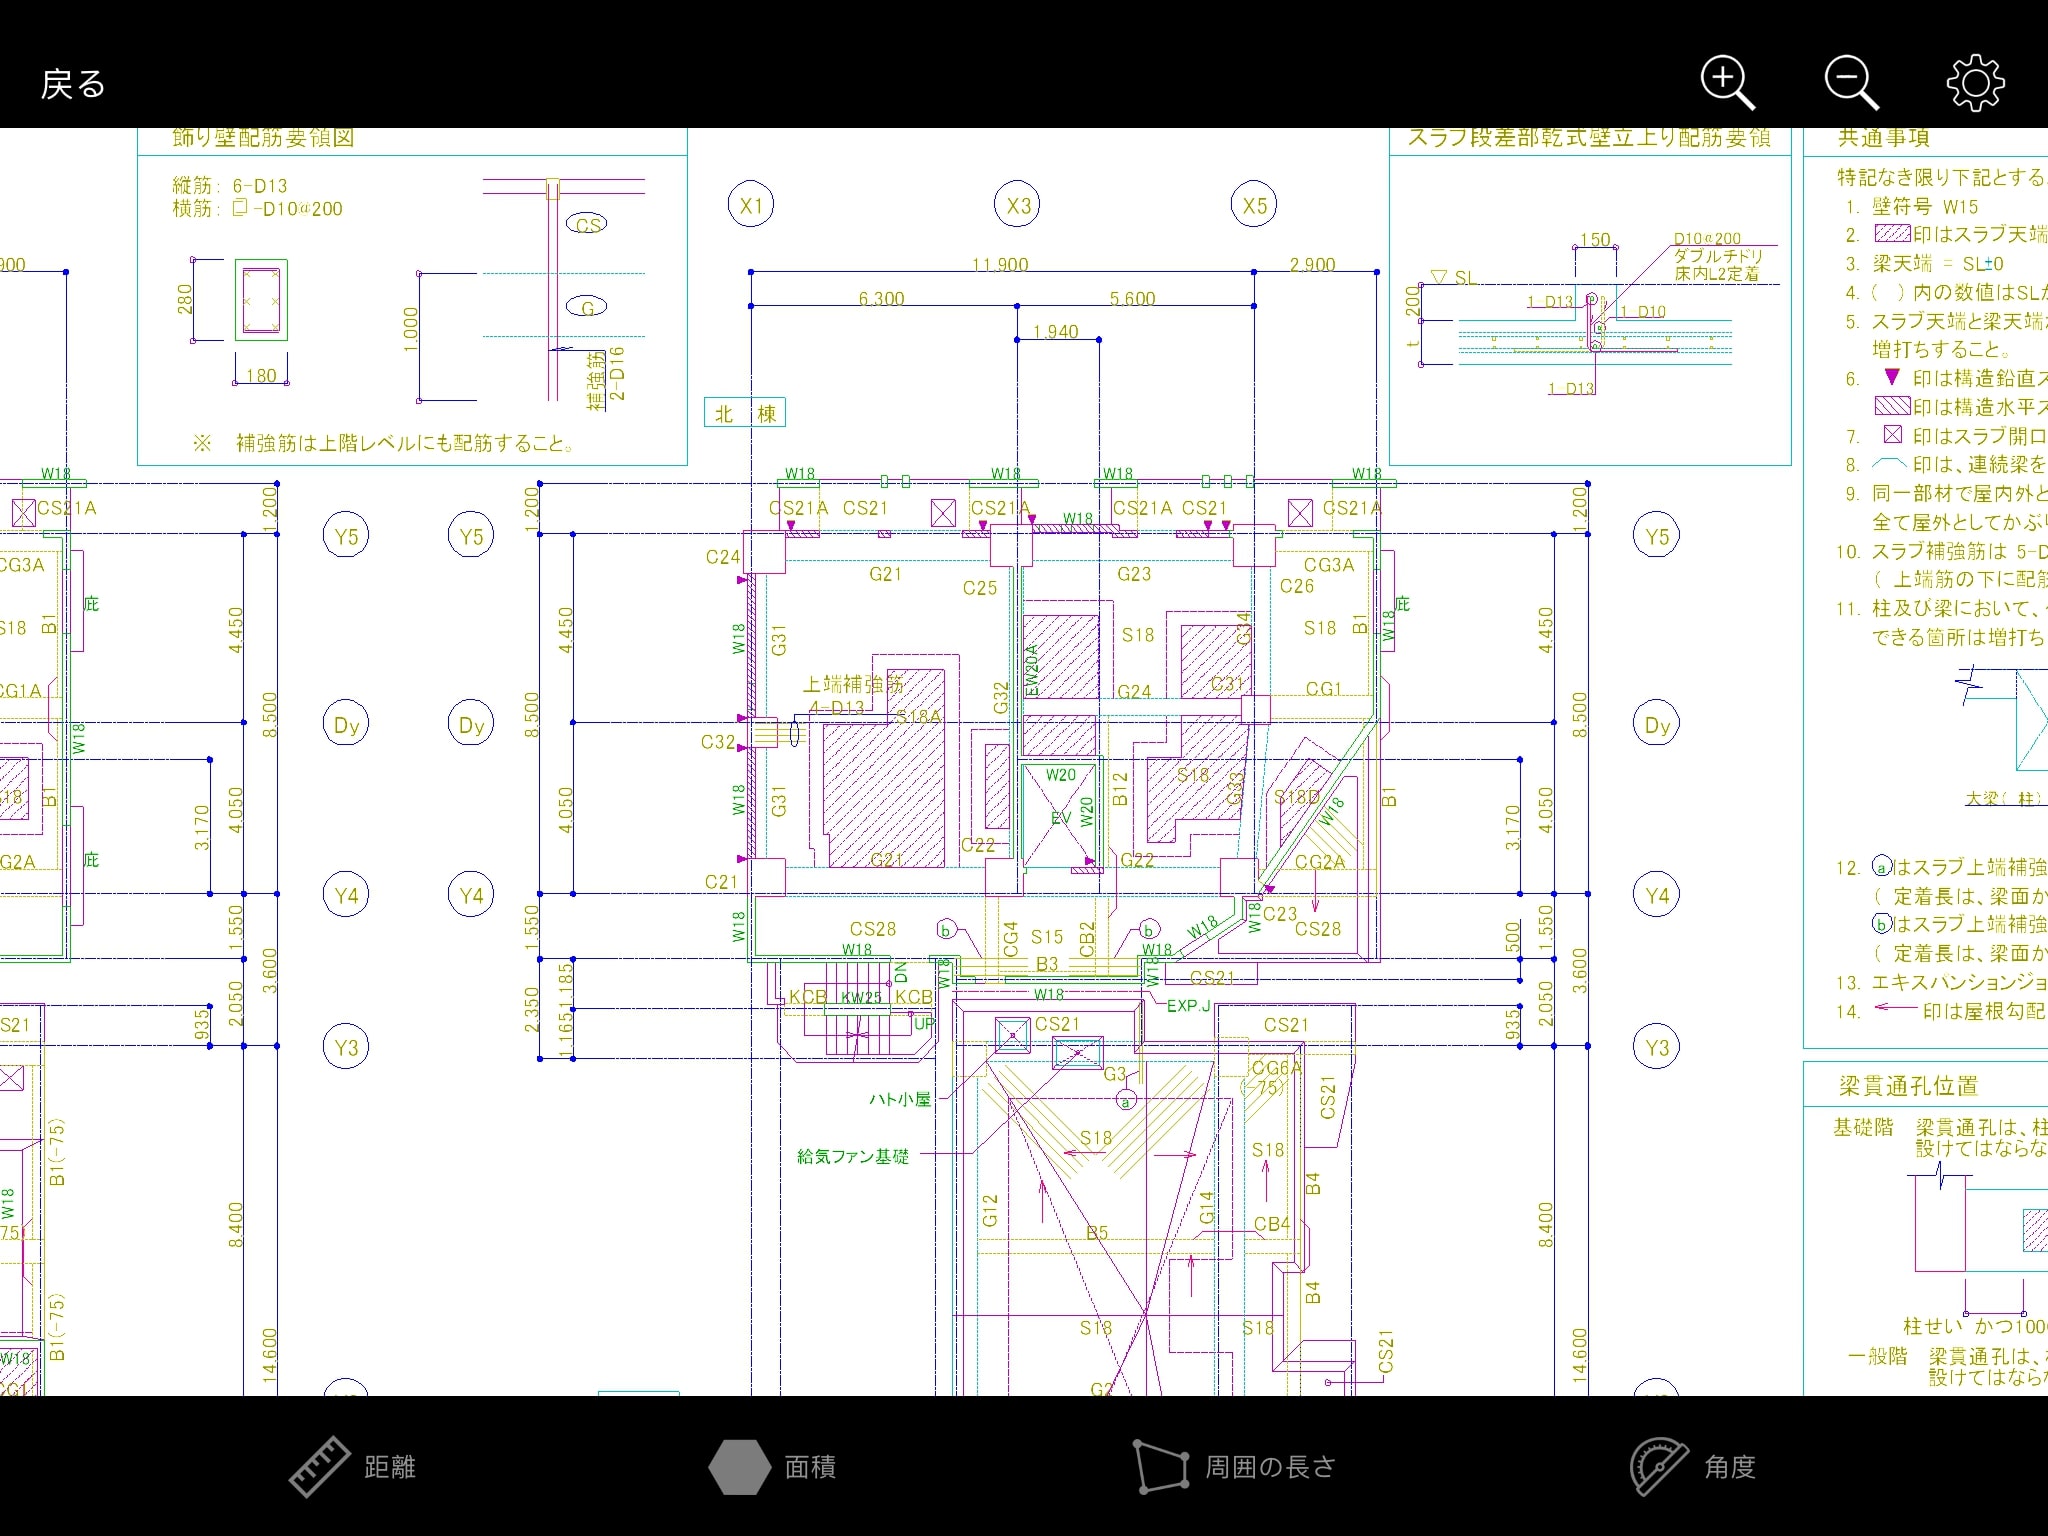 戻る
飾り壁配筋要領図
縦筋: 6-D13
横筋: -D10@200
280
180
CS
G
1.000
補強筋
2-D16
※ 補強筋は上階レベルにも配筋すること。
X1
X3
X5
11.900
2.900
6.300
5.600
1.940
北 棟
スラブ段差部乾式壁立上り配筋要領
150
D10@200
ダブルチドリ
床内L2定着
SL
200
t
1-D13
1-D10
1-D13
共通事項
特記なき限り下記とする
1. 壁符号 W15
2. 印はスラブ天端
3. 梁天端 = SL±0
4. ( ) 内の数値はSLか
5. スラブ天端と梁天端
増打ちすること。
6. 印は構造鉛直ス
印は構造水平ス
7. 印はスラブ開口
8. 印は、連続梁を
9. 同一部材で屋内外と
全て屋外としてかぶり
10. スラブ補強筋は 5-D
( 上端筋の下に配筋
11. 柱及び梁において、
できる箇所は増打ち
大梁( 柱)
12. a はスラブ上端補強
( 定着長は、梁面か
b はスラブ上端補強
( 定着長は、梁面か
13. エキスパンションジョ
14. 印は屋根勾配
梁貫通孔位置
基礎階 梁貫通孔は、柱
設けてはならな
柱せい かつ100
一般階 梁貫通孔は、
設けてはならな
W18
CS21A
CG3A
S18
B1
庇
CG1A
W18
S18
B1
CG2A
庇
S21
B1(-75)
W18
75)
B1(-75)
W18
CG1
900
1.200
4.450
8.500
4.050
3.170
1.550
3.600
2.050
935
8.400
14.600
Y5
Dy
Y4
Y3
Y5
Dy
Y4
1.200
4.450
8.500
4.050
1.550
2.350
1.185
1.165
W18
W18
W18
W18
CS21A
CS21
CS21A
CS21A
CS21
CS21A
W18
C24
G21
C25
G23
C26
CG3A
庇
W18
G31
W18
G32
EW20A
S18
G34
S18
B1
W18
上端補強筋
4-D13
S18A
G24
C31
CG1
C32
W18
G31
W20
EV
W20
B12
S18
G33
S18D
W18
B1
G21
C22
G22
CG2A
C21
W18
CS28
b
CG4
S15
CB2
b
W18
W18
C23
CS28
W18
DN
W18
B3
W18
W18
CS21
KCB
KW25
KCB
UP
W18
EXP.J
CS21
CS21
G3
CG6A
(-75)
CS21
a
ハト小屋
給気ファン基礎
S18
S18
G12
G14
B4
B5
CB4
B4
S18
S18
CS21
G2
1.200
4.450
8.500
4.050
3.170
1.550
500
3.600
2.050
935
8.400
14.600
Y5
Dy
Y4
Y3
距離
面積
周囲の長さ
角度